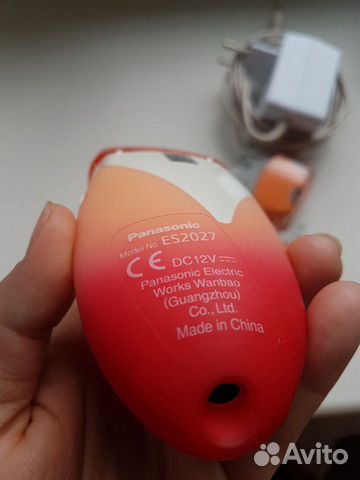 Panasonic
Model No. ES2027
CE DC12V ⎓
Panasonic Electric
Works Wanbao
(Guangzhou)
Co., Ltd.
Made in China
Avito